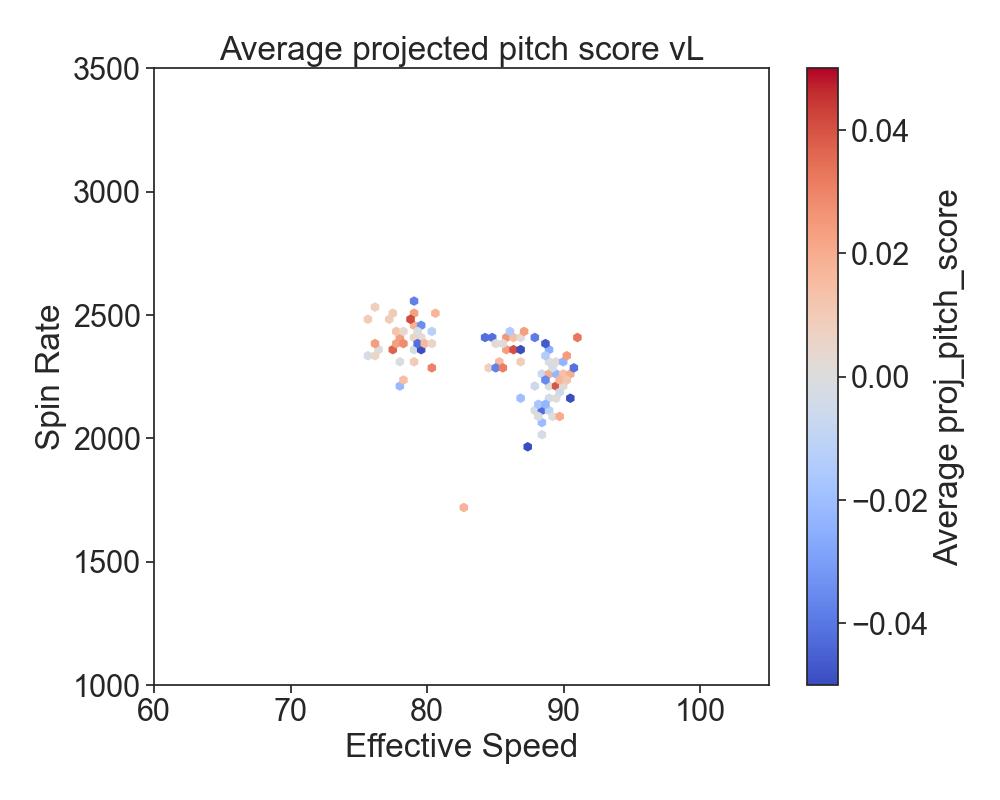 Average projected pitch score vL
3500
3000
2500
2000
1500
1000
Spin Rate
60 70 80 90 100
Effective Speed
0.04
0.02
0.00
−0.02
−0.04
Average proj_pitch_score